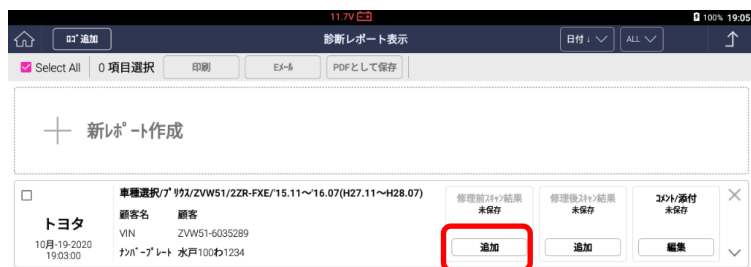 11.7V
100% 19:05
ﾛｺﾞ追加
診断レポート表示
日付↓
ALL
Select All
0 項目選択
印刷
Eﾒｰﾙ
PDFとして保存
新ﾚﾎﾟｰﾄ作成
車種選択/ﾌﾟﾘｳｽ/ZVW51/2ZR-FXE/'15.11～'16.07(H27.11～H28.07)
トヨタ
10月-19-2020
19:03:00
顧客名 顧客
VIN ZVW51-6035289
ﾅﾝﾊﾞｰﾌﾟﾚｰﾄ 水戸100わ1234
修理前ｽｷｬﾝ結果
未保存
追加
修理後ｽｷｬﾝ結果
未保存
追加
ｺﾒﾝﾄ/添付
未保存
編集